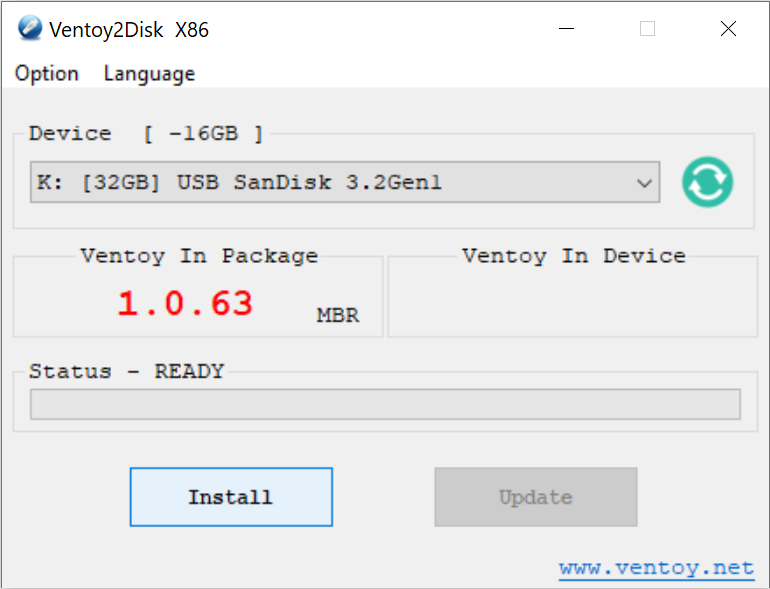 Ventoy2Disk X86
Option Language
Device [ -16GB ]
K: [32GB] USB SanDisk 3.2Gen1
Ventoy In Package Ventoy In Device
1.0.63 MBR
Status - READY
Install Update
www.ventoy.net